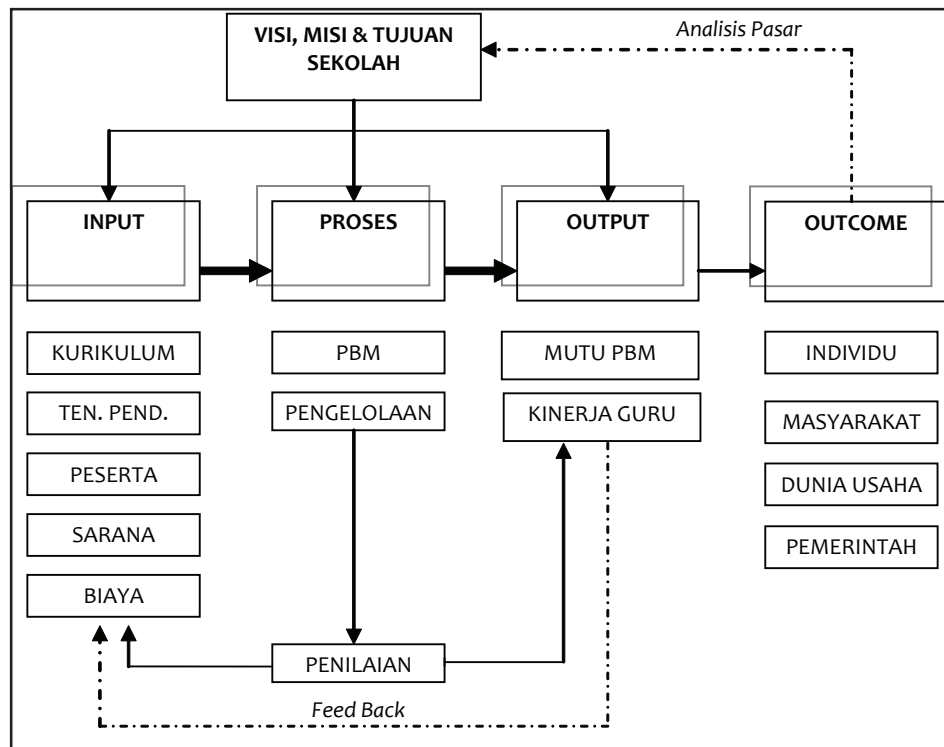 VISI, MISI & TUJUAN
SEKOLAH
Analisis Pasar
INPUT
PROSES
OUTPUT
OUTCOME
KURIKULUM
PBM
MUTU PBM
INDIVIDU
TEN. PEND.
PENGELOLAAN
KINERJA GURU
MASYARAKAT
PESERTA
DUNIA USAHA
SARANA
PEMERINTAH
BIAYA
PENILAIAN
Feed Back